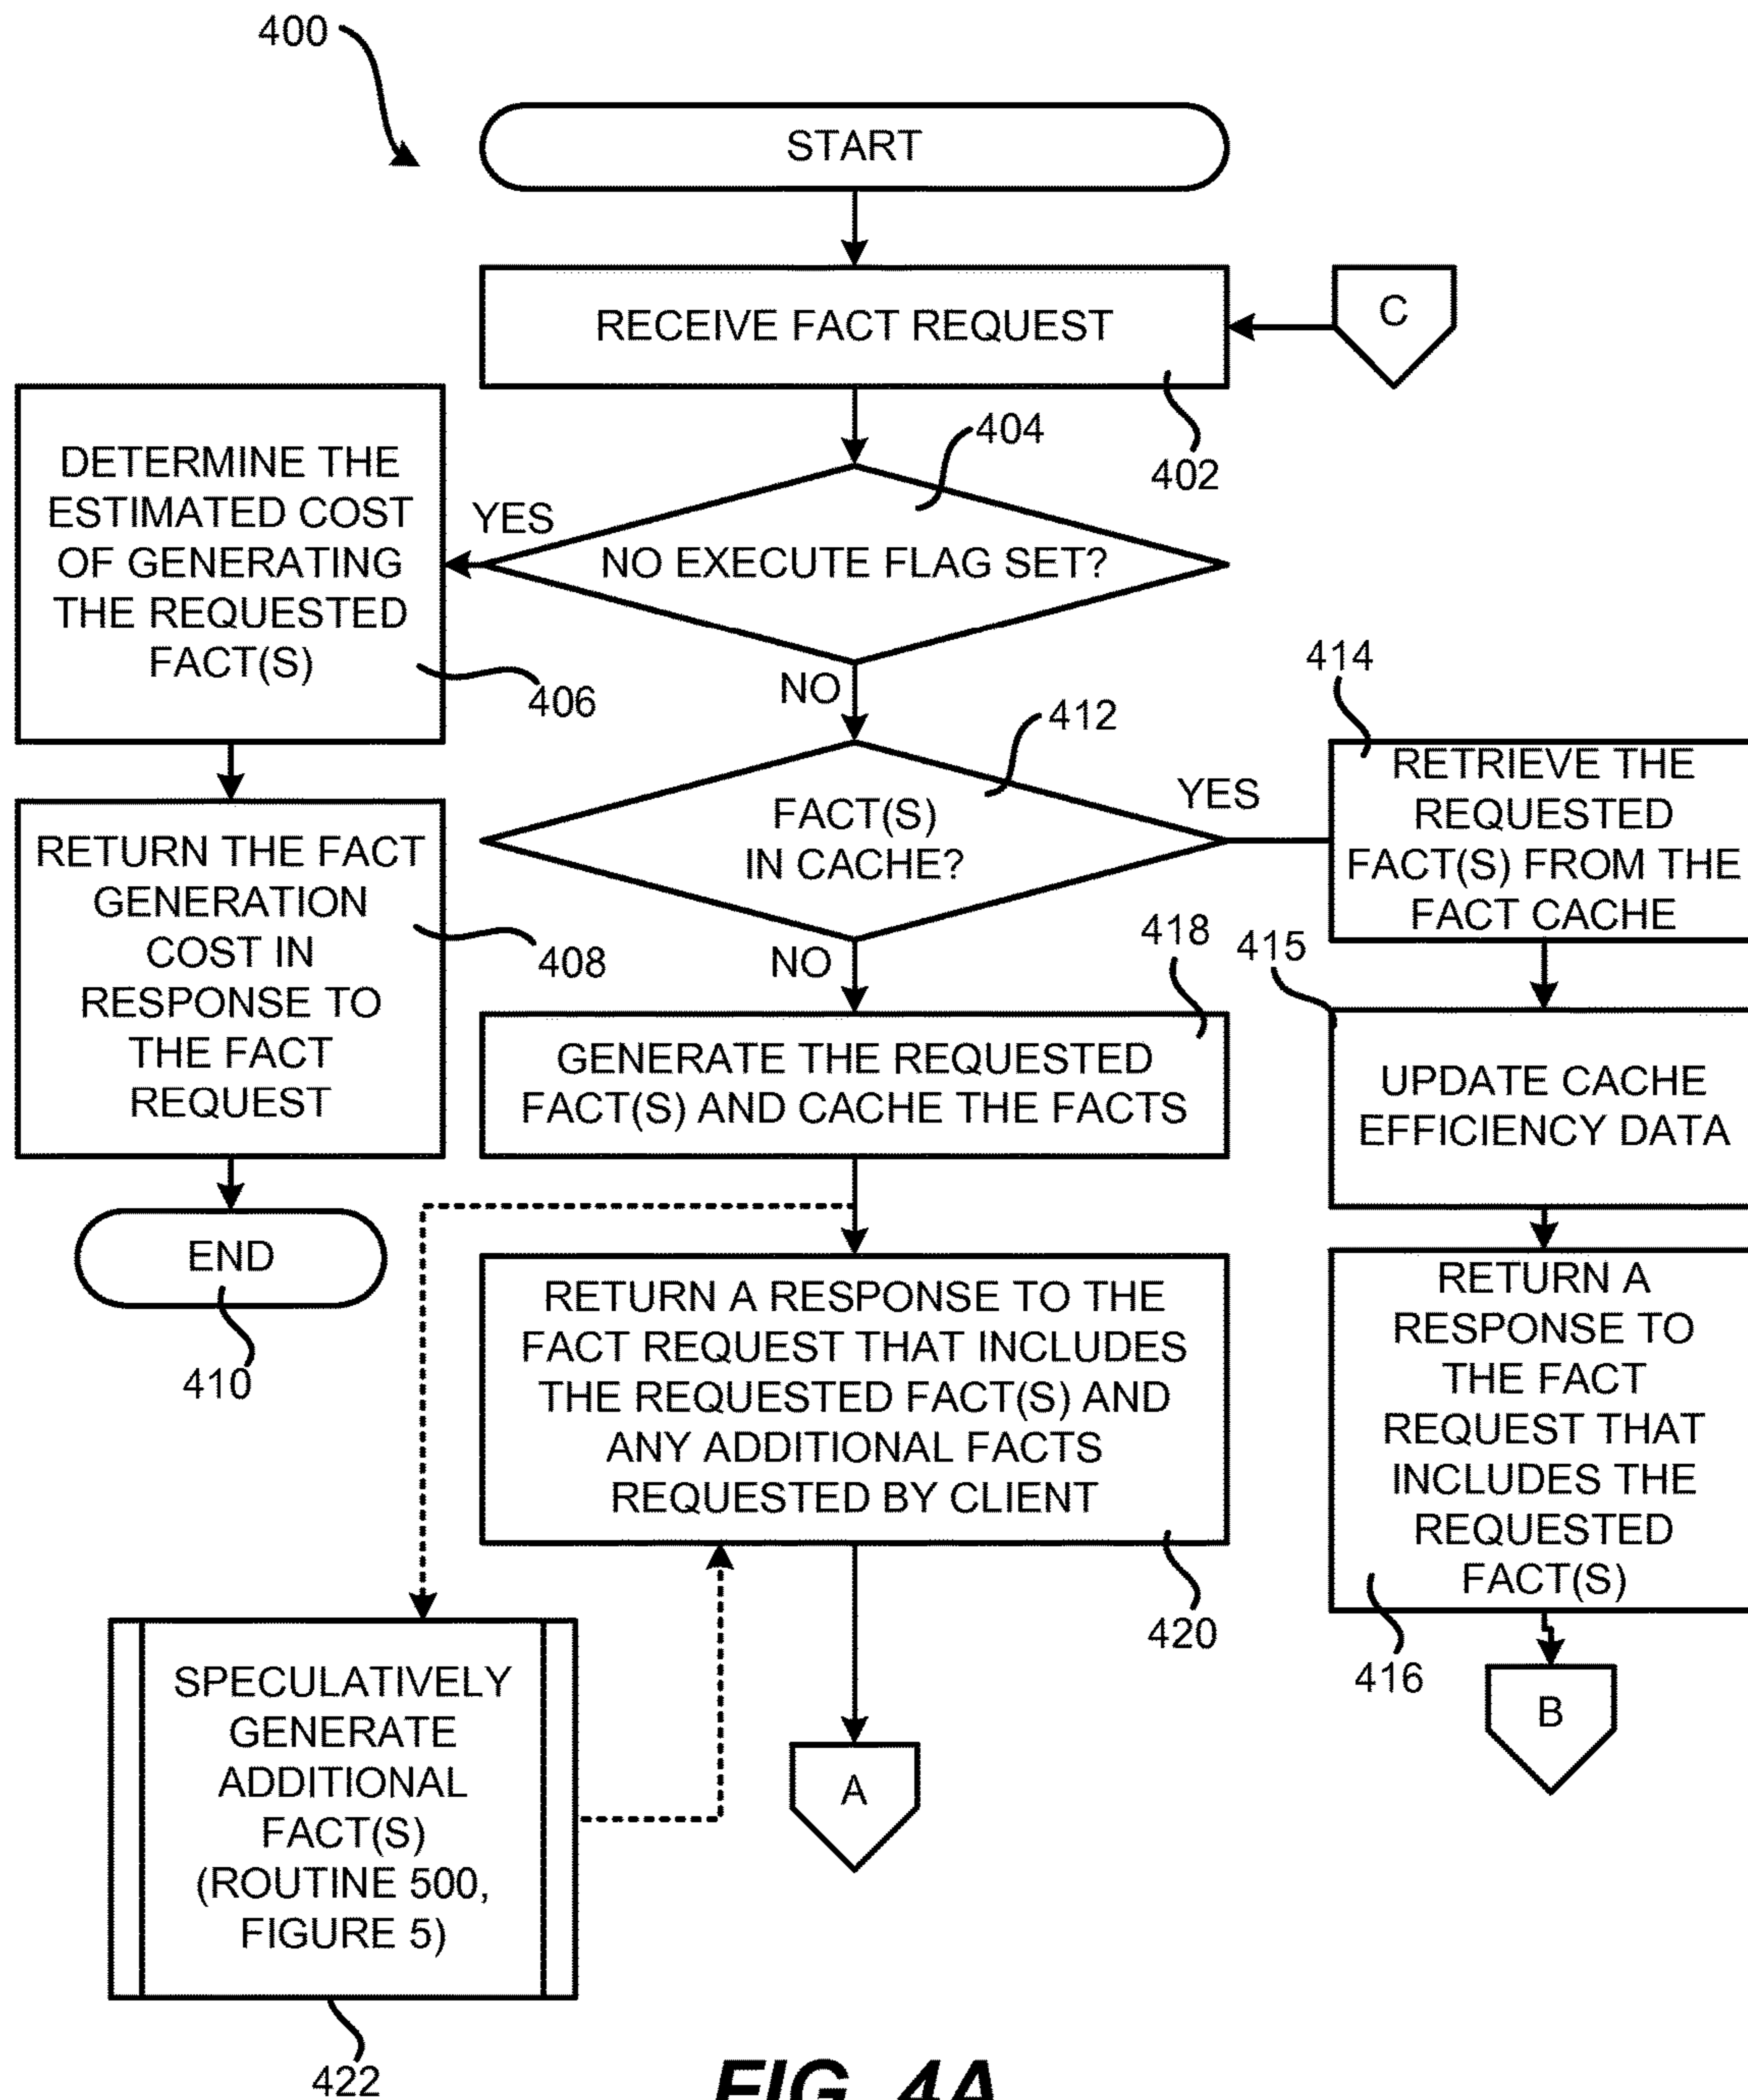 400
START
RECEIVE FACT REQUEST
C
402
404
NO EXECUTE FLAG SET?
YES
NO
DETERMINE THE
ESTIMATED COST
OF GENERATING
THE REQUESTED
FACT(S)
406
RETURN THE FACT
GENERATION
COST IN
RESPONSE TO
THE FACT
REQUEST
408
END
410
412
FACT(S)
IN CACHE?
YES
NO
414
RETRIEVE THE
REQUESTED
FACT(S) FROM THE
FACT CACHE
415
UPDATE CACHE
EFFICIENCY DATA
RETURN A
RESPONSE TO
THE FACT
REQUEST THAT
INCLUDES THE
REQUESTED
FACT(S)
416
B
418
GENERATE THE REQUESTED
FACT(S) AND CACHE THE FACTS
RETURN A RESPONSE TO THE
FACT REQUEST THAT INCLUDES
THE REQUESTED FACT(S) AND
ANY ADDITIONAL FACTS
REQUESTED BY CLIENT
420
A
SPECULATIVELY
GENERATE
ADDITIONAL
FACT(S)
(ROUTINE 500,
FIGURE 5)
422
FIG. 4A